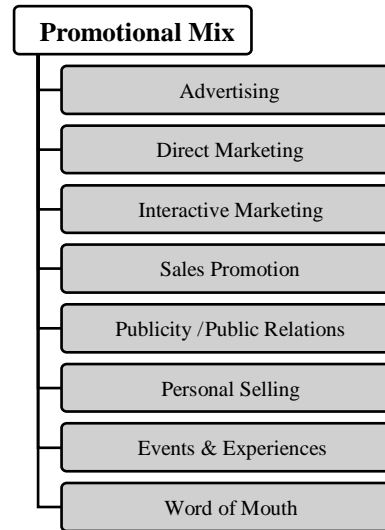 Promotional Mix
Advertising
Direct Marketing
Interactive Marketing
Sales Promotion
Publicity /Public Relations
Personal Selling
Events & Experiences
Word of Mouth